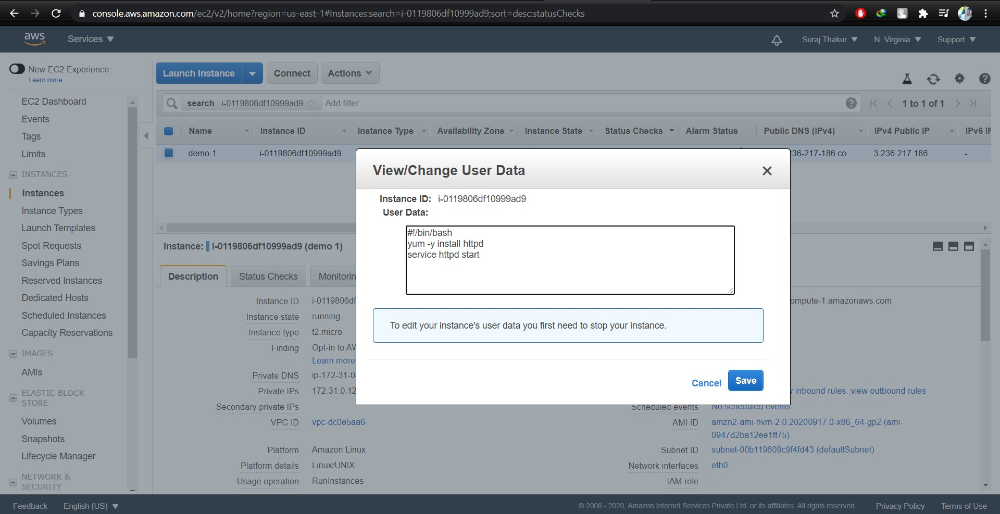 console.aws.amazon.com/ec2/v2/home?region=us-east-1#Instances:search=i-0119806df10999ad9;sort=desc:statusChecks
aws
Services
Suraj Thakur
N. Virginia
Support
New EC2 Experience
Learn more
Launch Instance
Connect
Actions
EC2 Dashboard
Events
Tags
Limits
INSTANCES
Instances
Instance Types
Launch Templates
Spot Requests
Savings Plans
Reserved Instances
Dedicated Hosts
Scheduled Instances
Capacity Reservations
IMAGES
AMIs
ELASTIC BLOCK
STORE
Volumes
Snapshots
Lifecycle Manager
NETWORK &
SECURITY
search : i-0119806df10999ad9
Add filter
1 to 1 of 1
Name Instance ID Instance Type Availability Zone Instance State Status Checks Alarm Status Public DNS (IPv4) IPv4 Public IP IPv6 IF
demo 1 i-0119806df10999ad9 36-217-186.co... 3.236.217.186 -
View/Change User Data
Instance ID: i-0119806df10999ad9
User Data:
#!/bin/bash
yum -y install httpd
service httpd start
To edit your instance's user data you first need to stop your instance.
Cancel
Save
Instance: i-0119806df10999ad9 (demo 1)
Description
Status Checks
Monitorin
Instance ID i-0119806df
ompute-1.amazonaws.com
Instance state running
Instance type t2.micro
Finding Opt-in to AW
Learn more
Private DNS ip-172-31-0
Private IPs 172.31.0.12
inbound rules. view outbound rules
Secondary private IPs
Scheduled events No scheduled events
VPC ID vpc-dc0e5aa6
AMI ID amzn2-ami-hvm-2.0.20200917.0-x86_64-gp2 (ami-
0947d2ba12ee1ff75)
Platform Amazon Linux
Subnet ID subnet-00b119609c9f4fd43 (defaultSubnet)
Platform details Linux/UNIX
Network interfaces eth0
Usage operation RunInstances
IAM role -
Feedback
English (US)
© 2008 - 2020, Amazon Internet Services Private Ltd. or its affiliates. All rights reserved.
Privacy Policy
Terms of Use